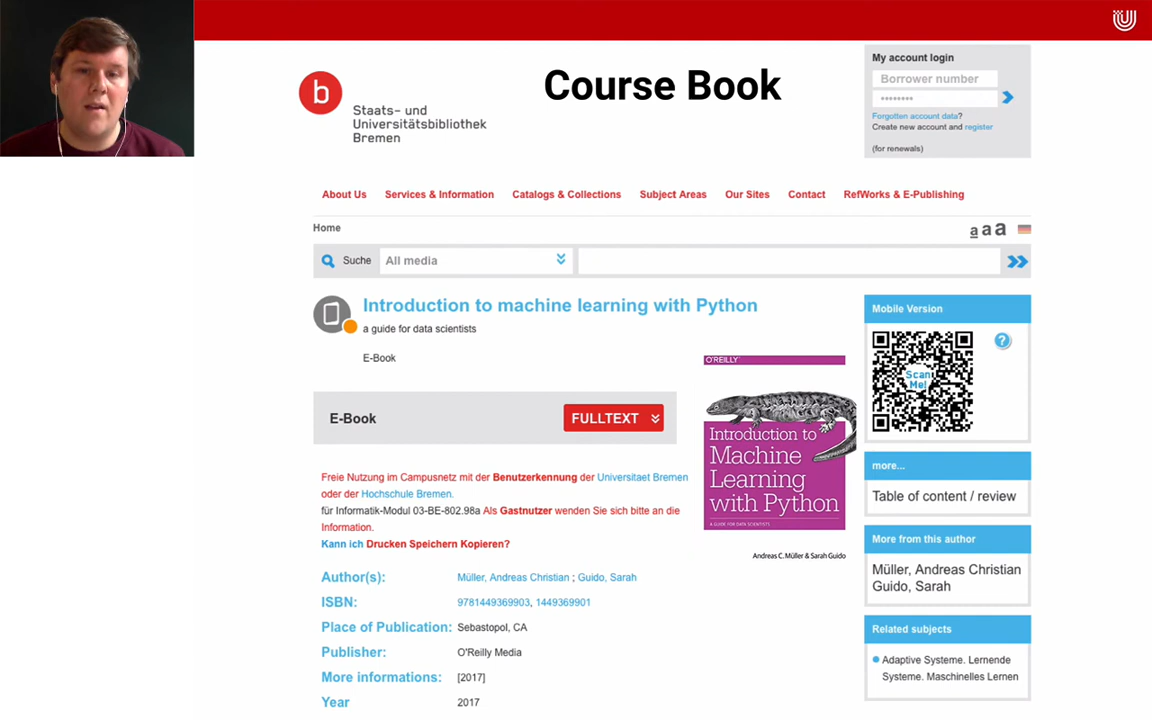 Course Book
b
Staats- und
Universitätsbibliothek
Bremen
My account login
Borrower number
••••••••
Forgotten account data?
Create new account and register
(for renewals)
About Us Services & Information Catalogs & Collections Subject Areas Our Sites Contact RefWorks & E-Publishing
Home
a a a
Suche All media
Introduction to machine learning with Python
a guide for data scientists
E-Book
E-Book FULLTEXT
Freie Nutzung im Campusnetz mit der Benutzerkennung der Universitaet Bremen
oder der Hochschule Bremen.
für Informatik-Modul 03-BE-802.98a Als Gastnutzer wenden Sie sich bitte an die
Information.
Kann ich Drucken Speichern Kopieren?
O'REILLY
Introduction to
Machine
Learning
with Python
A GUIDE FOR DATA SCIENTISTS
Andreas C. Müller & Sarah Guido
Author(s): Müller, Andreas Christian ; Guido, Sarah
ISBN: 9781449369903, 1449369901
Place of Publication: Sebastopol, CA
Publisher: O'Reilly Media
More informations: [2017]
Year 2017
Mobile Version
Scan
Me!
?
more...
Table of content / review
More from this author
Müller, Andreas Christian
Guido, Sarah
Related subjects
Adaptive Systeme. Lernende
Systeme. Maschinelles Lernen